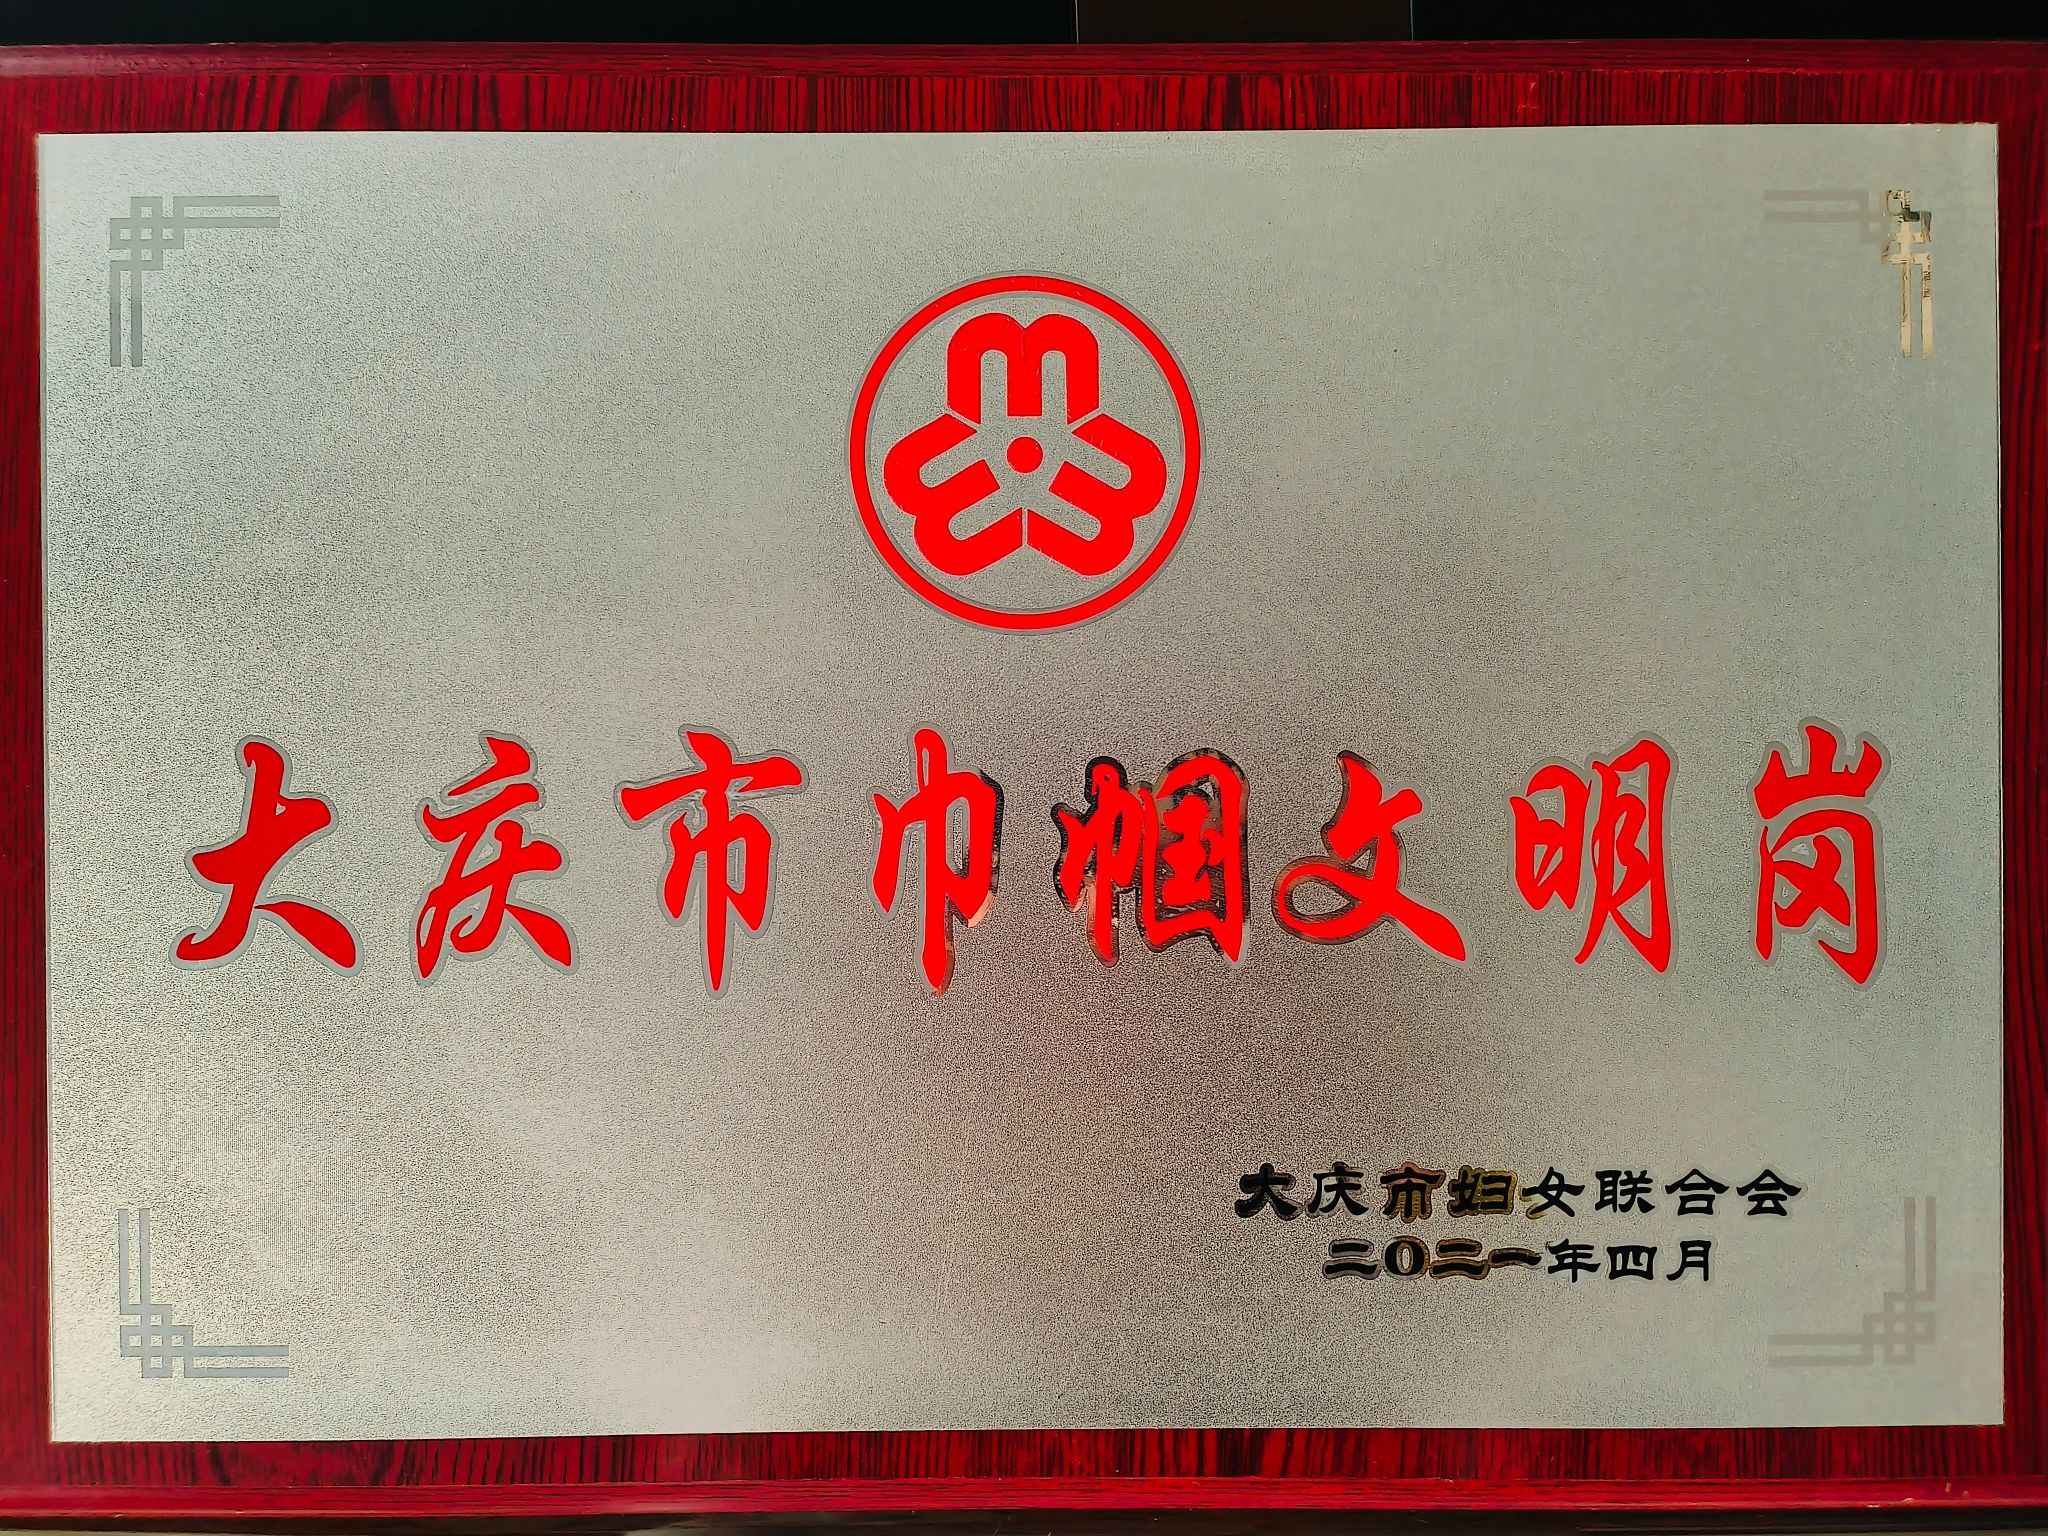 大庆市巾帼文明岗
大庆市妇女联合会
二〇二一年四月